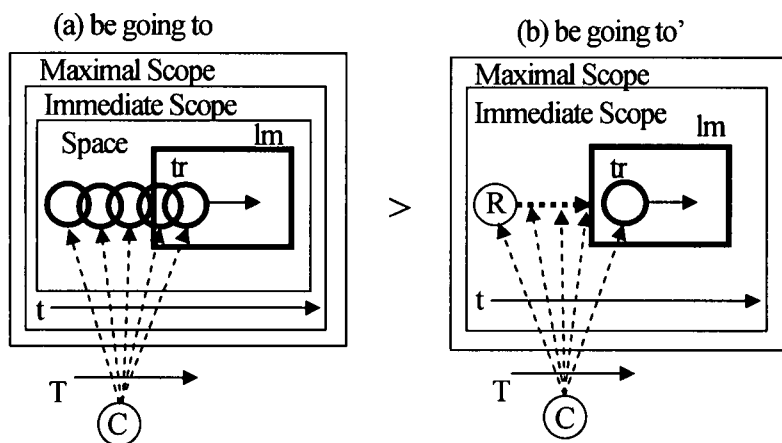 (a) be going to
Maximal Scope
Immediate Scope
Space
lm
tr
t
T
C
>
(b) be going to’
Maximal Scope
Immediate Scope
lm
tr
R
t
T
C